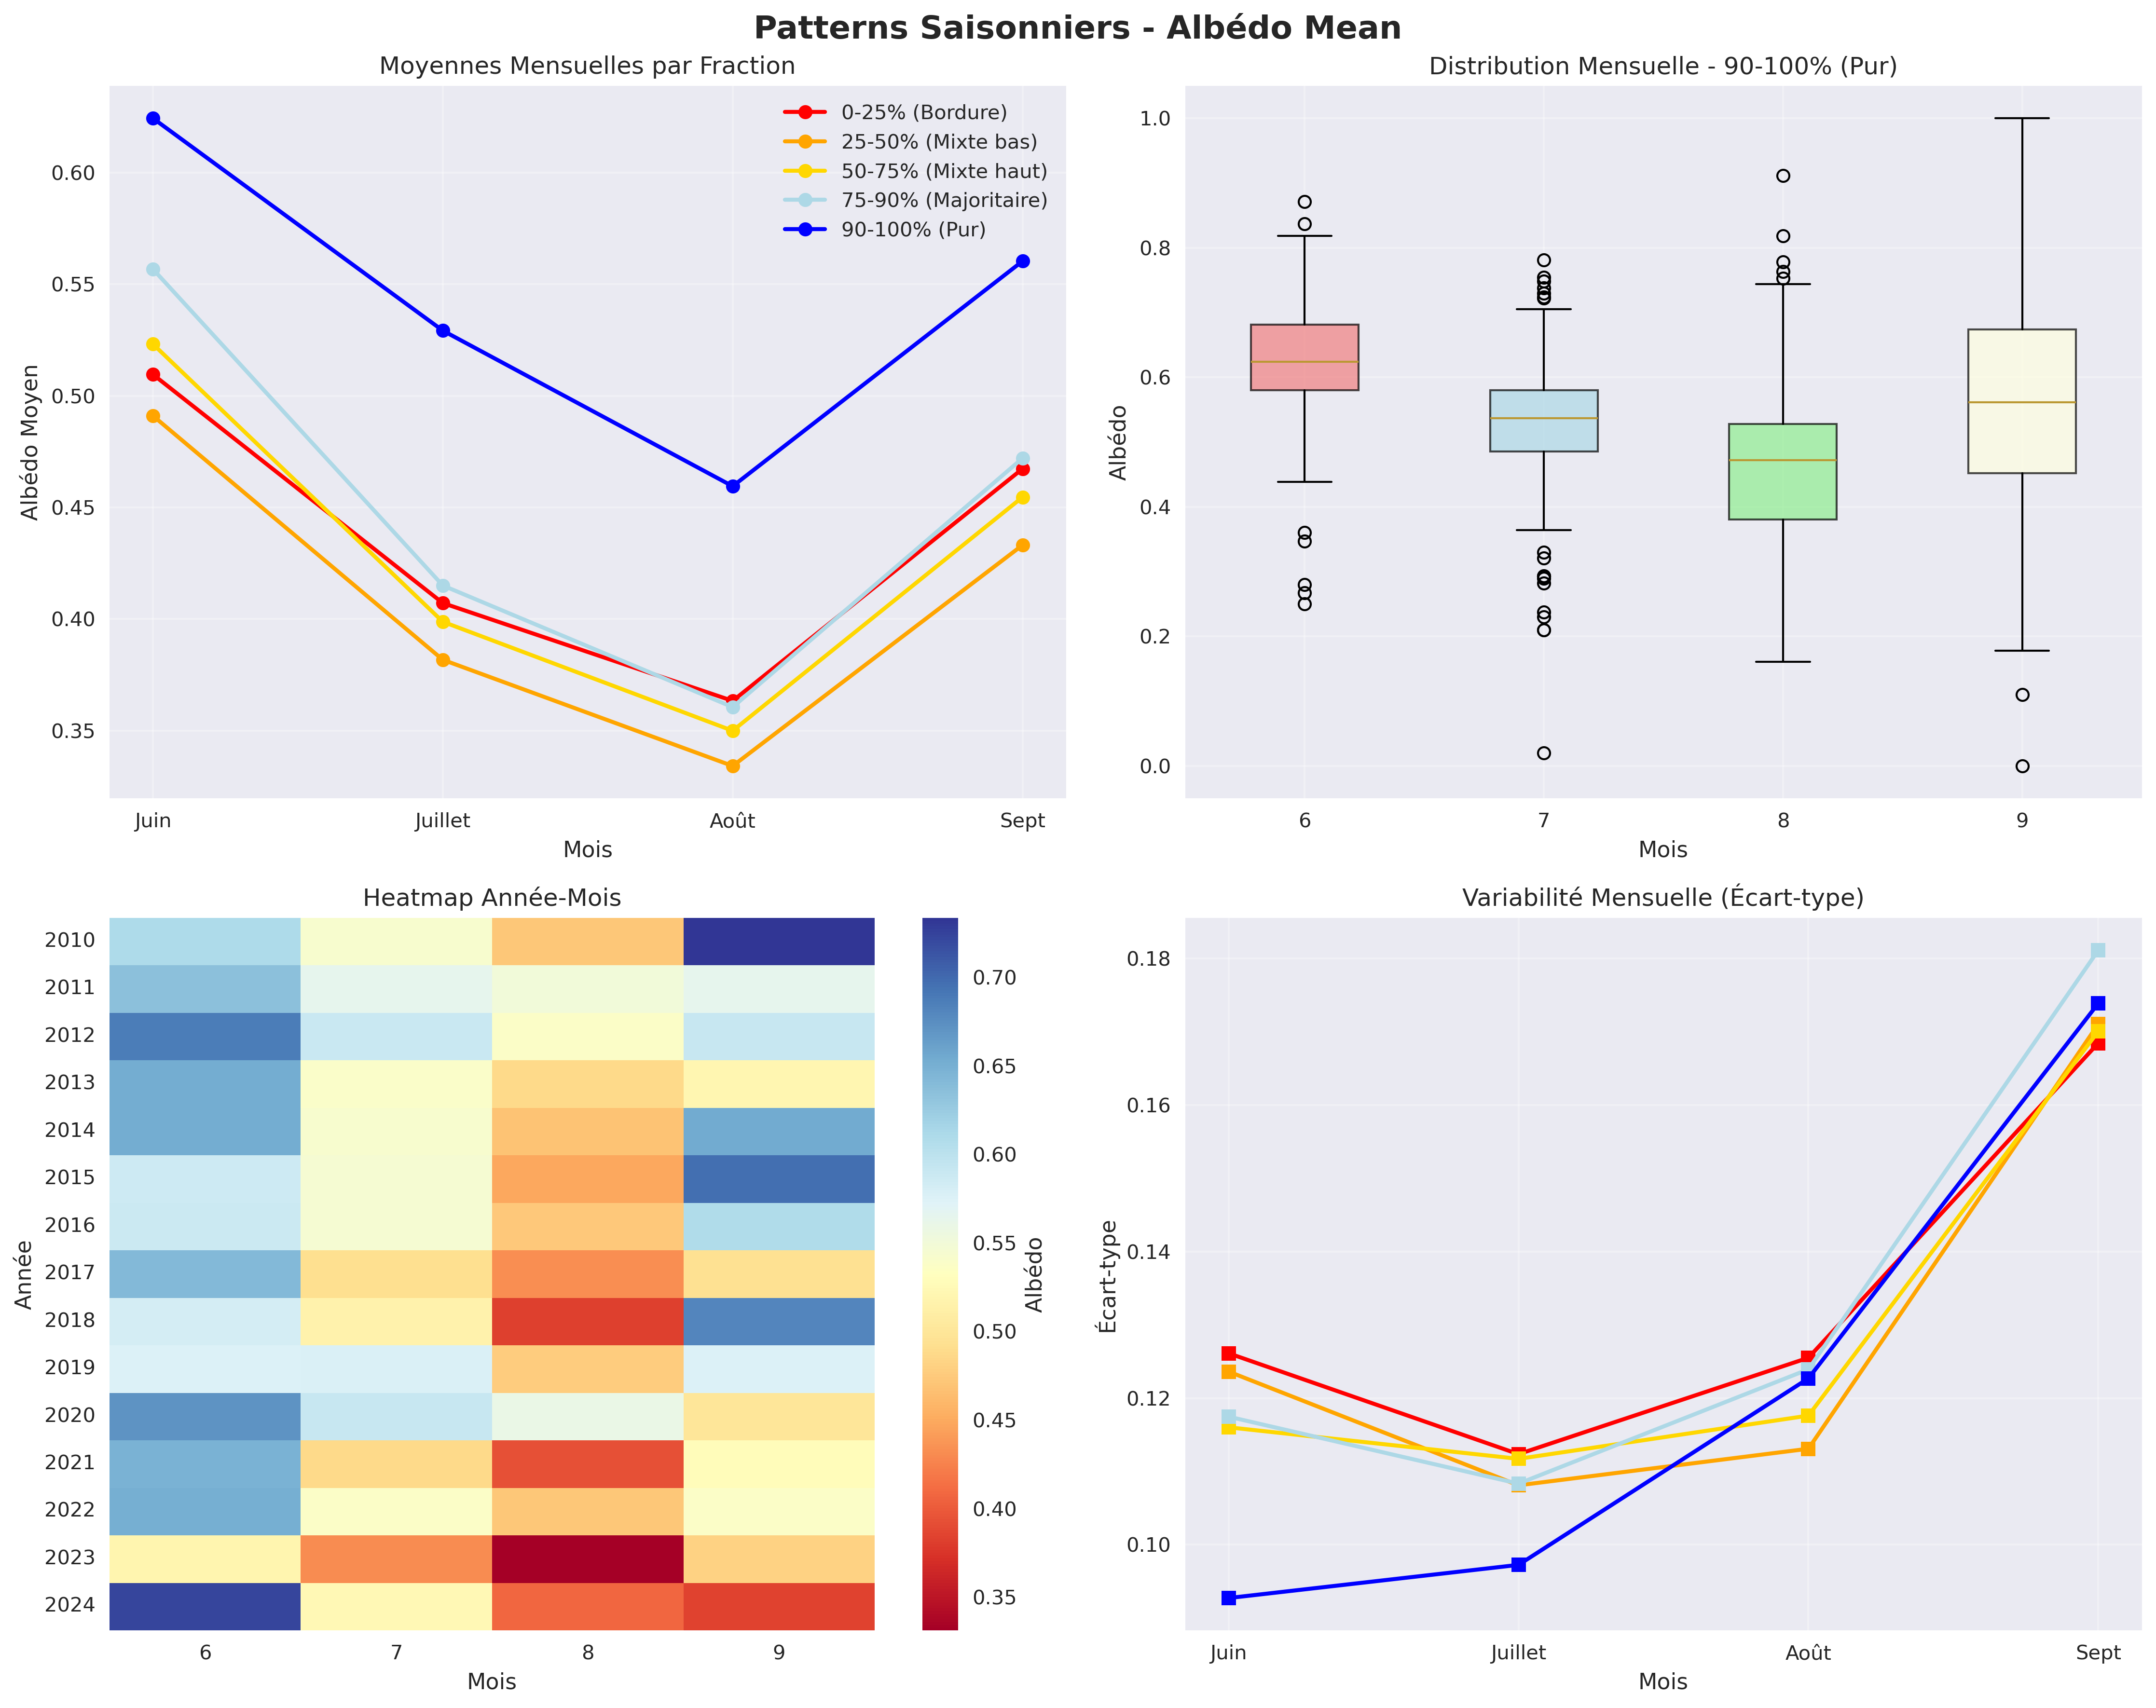 Patterns Saisonniers - Albédo Mean
Moyennes Mensuelles par Fraction
Albédo Moyen
0.60
0.55
0.50
0.45
0.40
0.35
0-25% (Bordure)
25-50% (Mixte bas)
50-75% (Mixte haut)
75-90% (Majoritaire)
90-100% (Pur)
Juin Juillet Août Sept
Mois
Distribution Mensuelle - 90-100% (Pur)
Albédo
1.0
0.8
0.6
0.4
0.2
0.0
6 7 8 9
Mois
Heatmap Année-Mois
Année
2010
2011
2012
2013
2014
2015
2016
2017
2018
2019
2020
2021
2022
2023
2024
6 7 8 9
Mois
0.70
0.65
0.60
0.55
0.50
0.45
0.40
0.35
Albédo
Variabilité Mensuelle (Écart-type)
Écart-type
0.18
0.16
0.14
0.12
0.10
Juin Juillet Août Sept
Mois